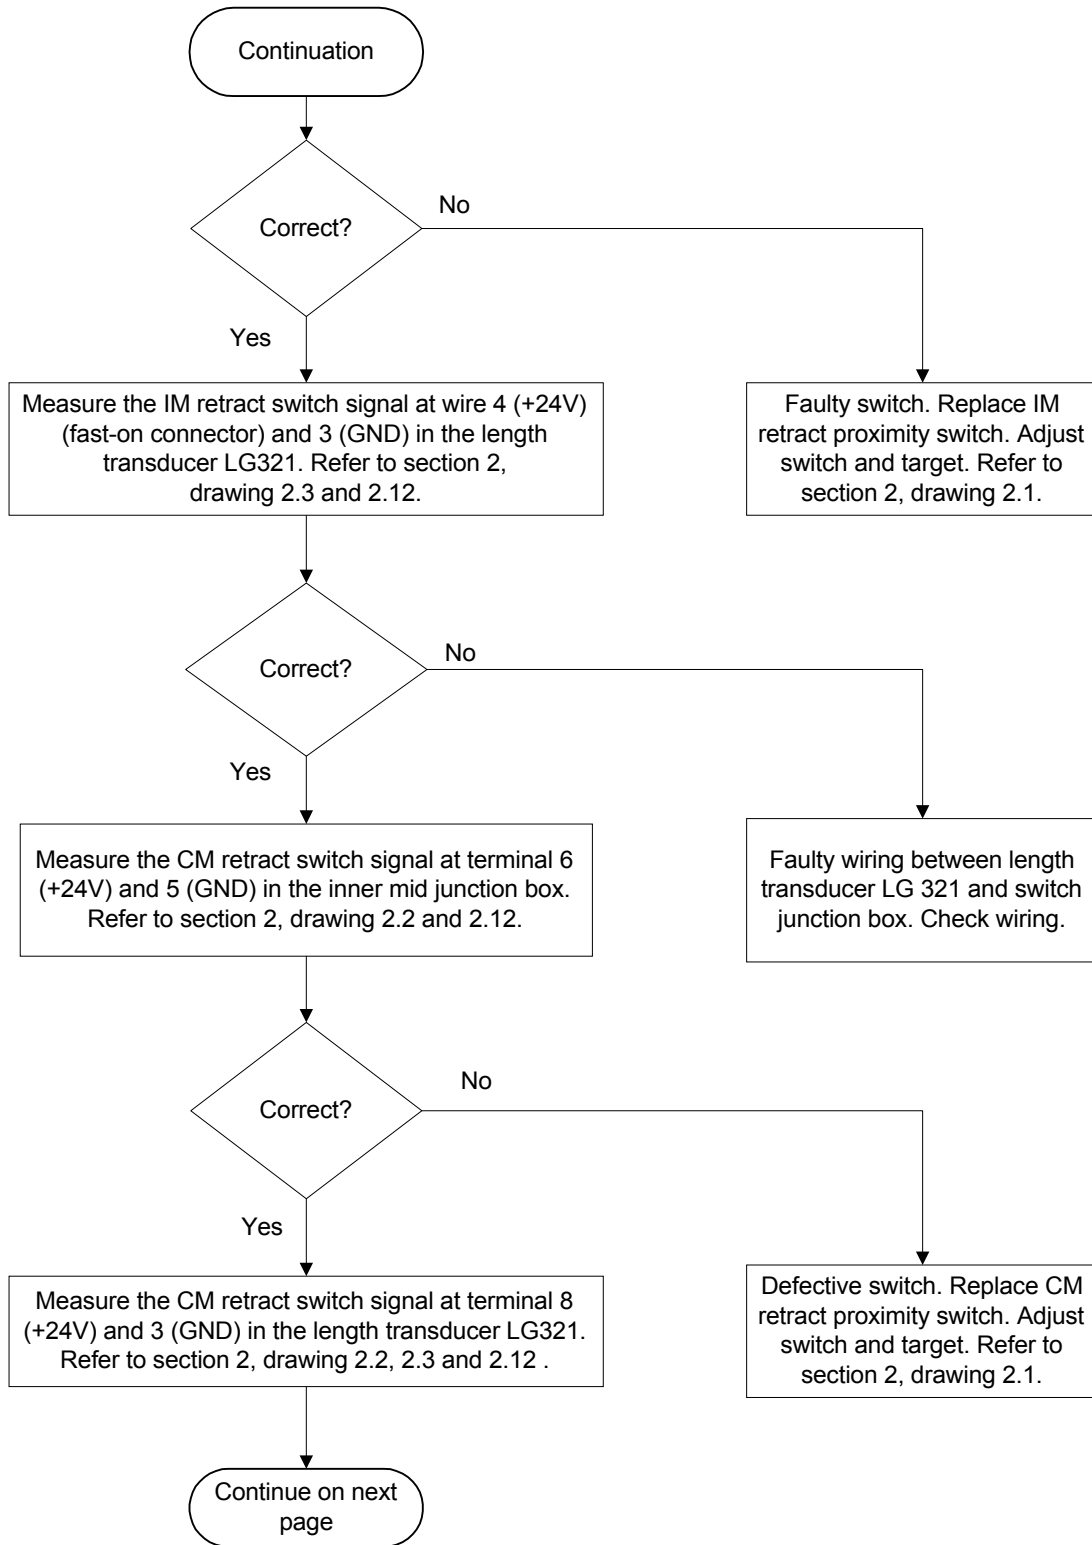 Continuation
Correct?
No
Yes
Measure the IM retract switch signal at wire 4 (+24V)
(fast-on connector) and 3 (GND) in the length
transducer LG321. Refer to section 2,
drawing 2.3 and 2.12.
Faulty switch. Replace IM
retract proximity switch. Adjust
switch and target. Refer to
section 2, drawing 2.1.
Correct?
No
Yes
Measure the CM retract switch signal at terminal 6
(+24V) and 5 (GND) in the inner mid junction box.
Refer to section 2, drawing 2.2 and 2.12.
Faulty wiring between length
transducer LG 321 and switch
junction box. Check wiring.
Correct?
No
Yes
Measure the CM retract switch signal at terminal 8
(+24V) and 3 (GND) in the length transducer LG321.
Refer to section 2, drawing 2.2, 2.3 and 2.12 .
Defective switch. Replace CM
retract proximity switch. Adjust
switch and target. Refer to
section 2, drawing 2.1.
Continue on next
page